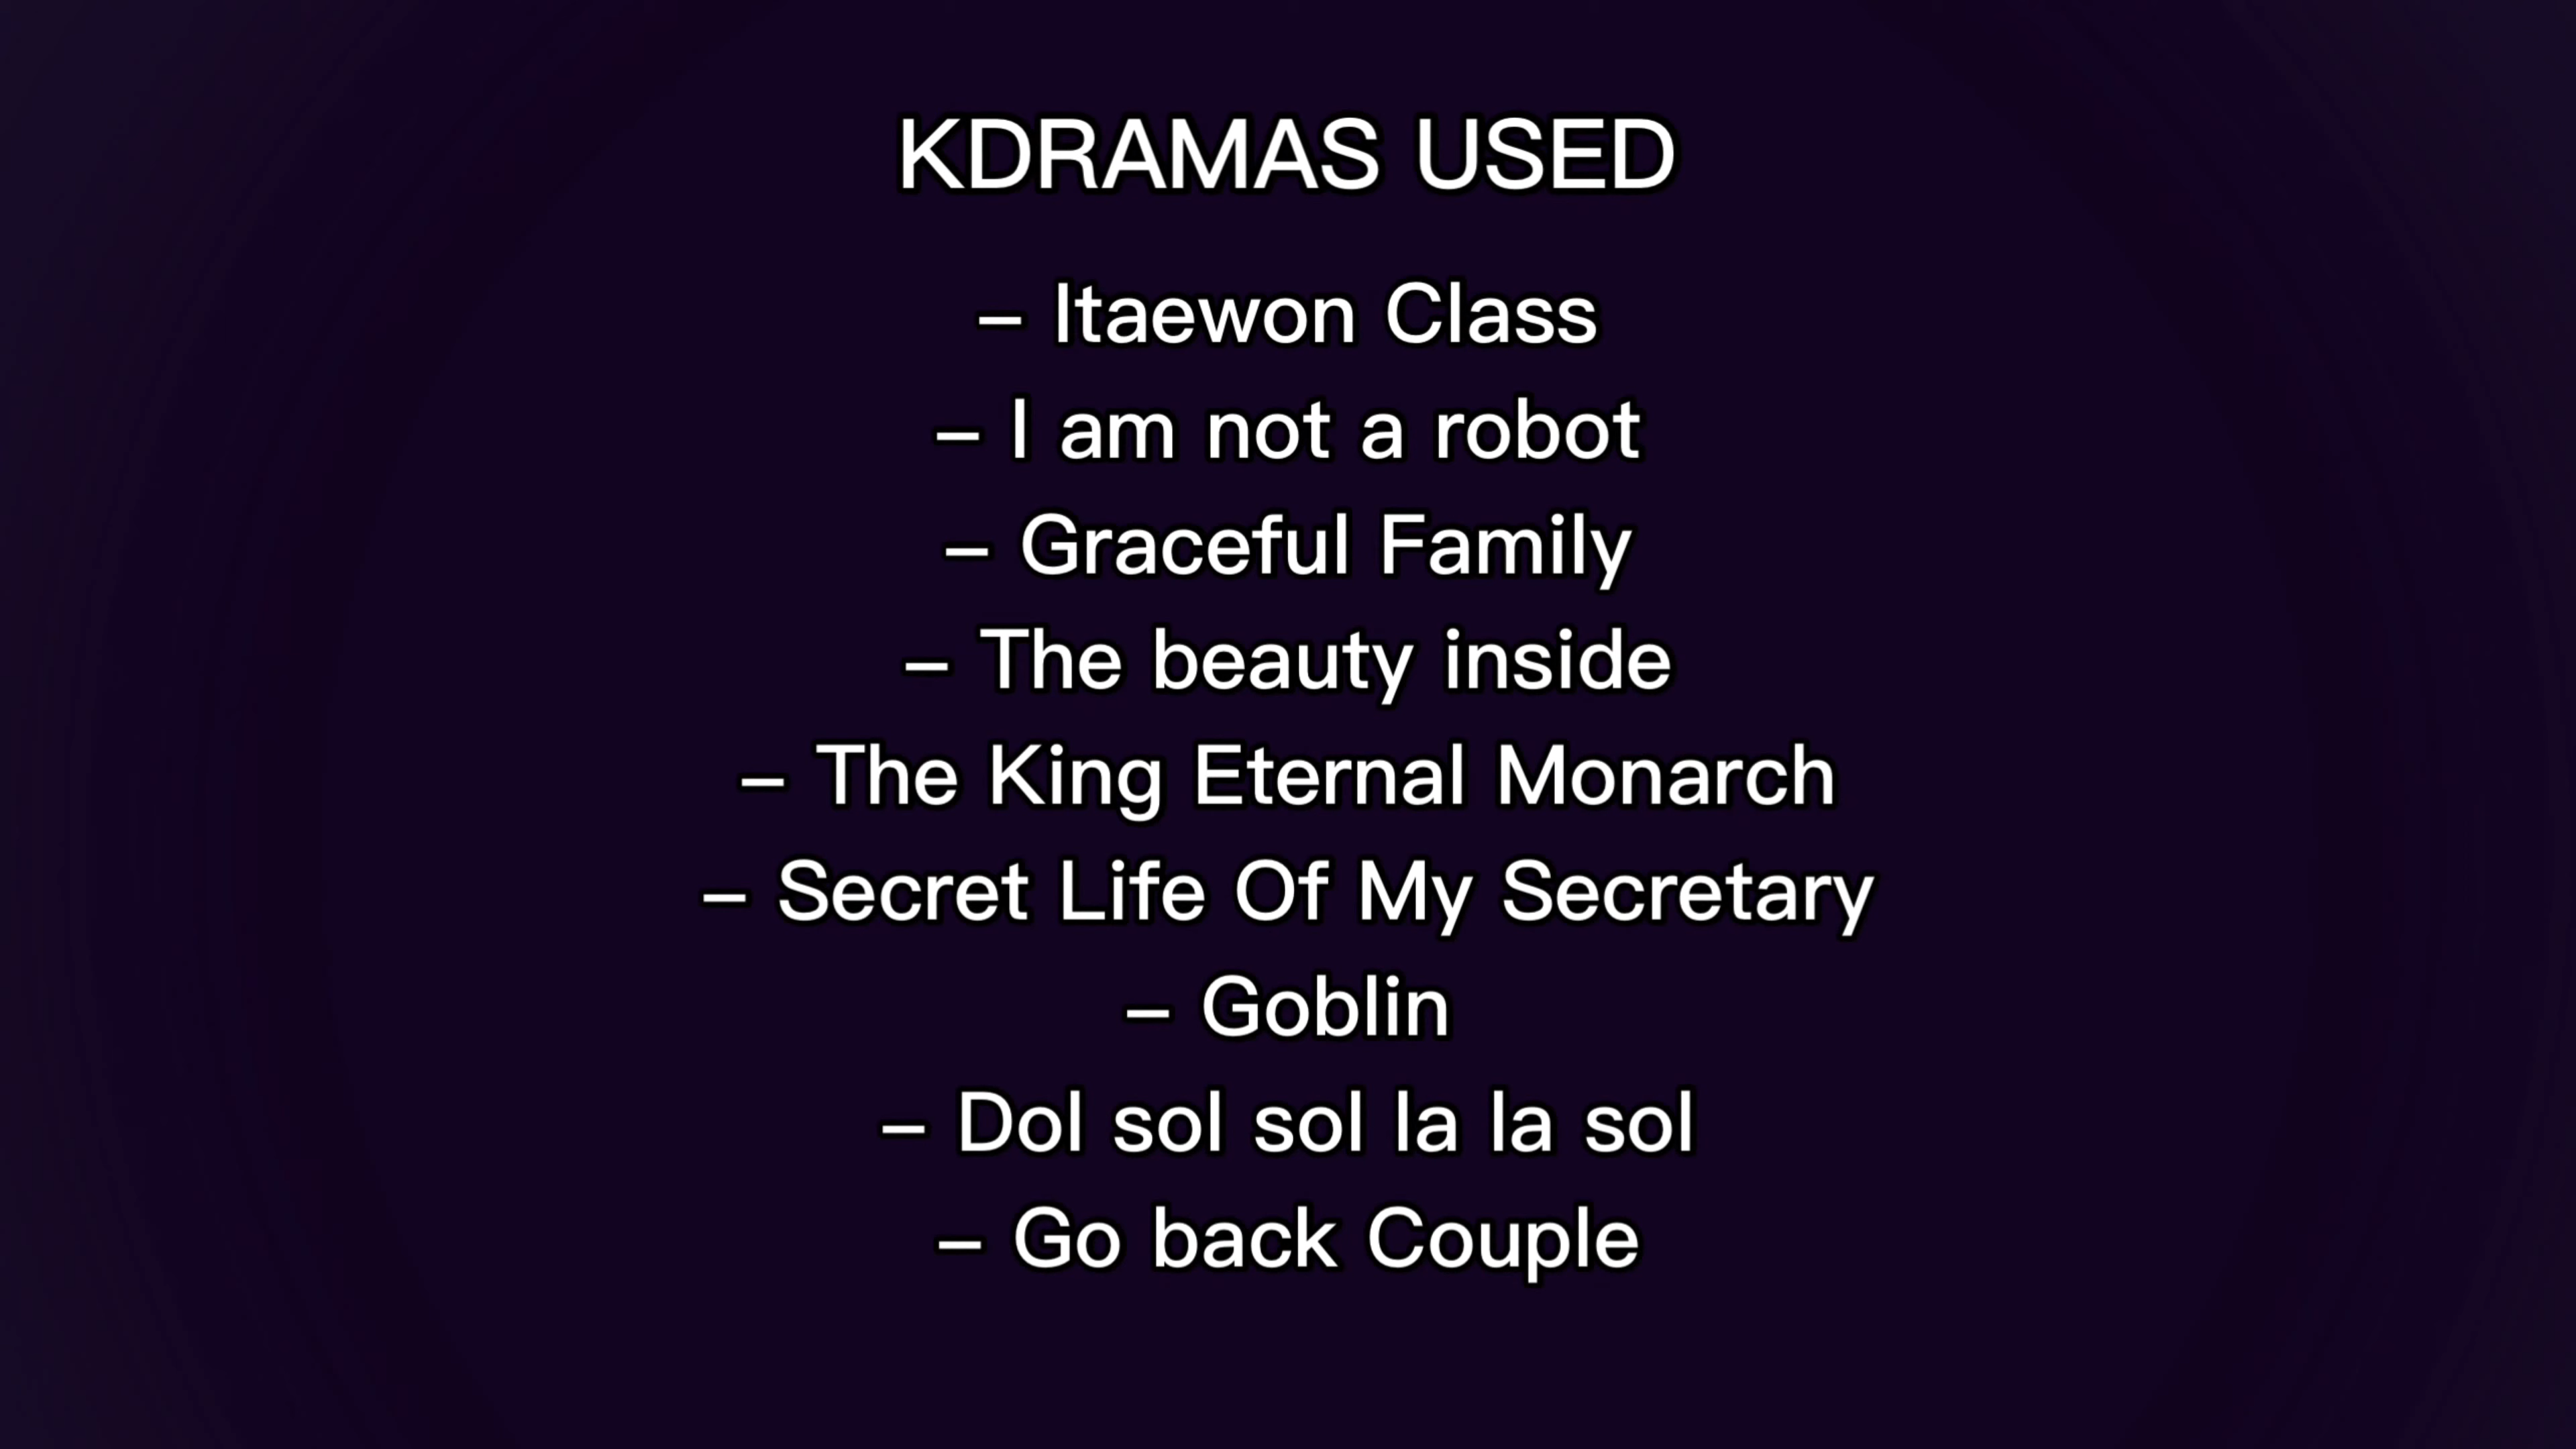 KDRAMAS USED
– Itaewon Class
– I am not a robot
– Graceful Family
– The beauty inside
– The King Eternal Monarch
– Secret Life Of My Secretary
– Goblin
– Dol sol sol la la sol
– Go back Couple